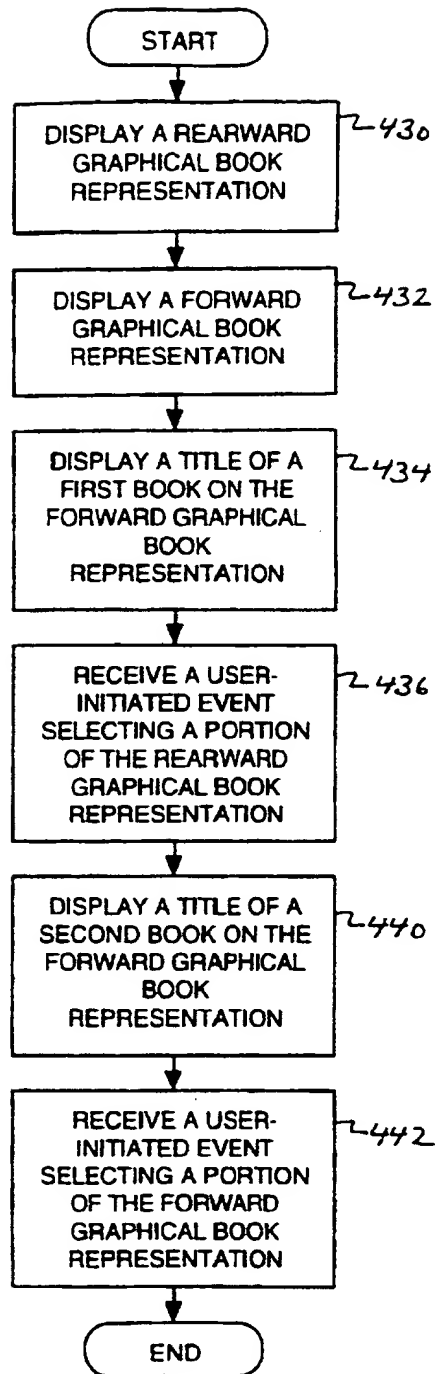 START
DISPLAY A REARWARD
GRAPHICAL BOOK
REPRESENTATION
430
DISPLAY A FORWARD
GRAPHICAL BOOK
REPRESENTATION
432
DISPLAY A TITLE OF A
FIRST BOOK ON THE
FORWARD GRAPHICAL
BOOK
REPRESENTATION
434
RECEIVE A USER-
INITIATED EVENT
SELECTING A PORTION
OF THE REARWARD
GRAPHICAL BOOK
REPRESENTATION
436
DISPLAY A TITLE OF A
SECOND BOOK ON THE
FORWARD GRAPHICAL
BOOK
REPRESENTATION
440
RECEIVE A USER-
INITIATED EVENT
SELECTING A PORTION
OF THE FORWARD
GRAPHICAL BOOK
REPRESENTATION
442
END